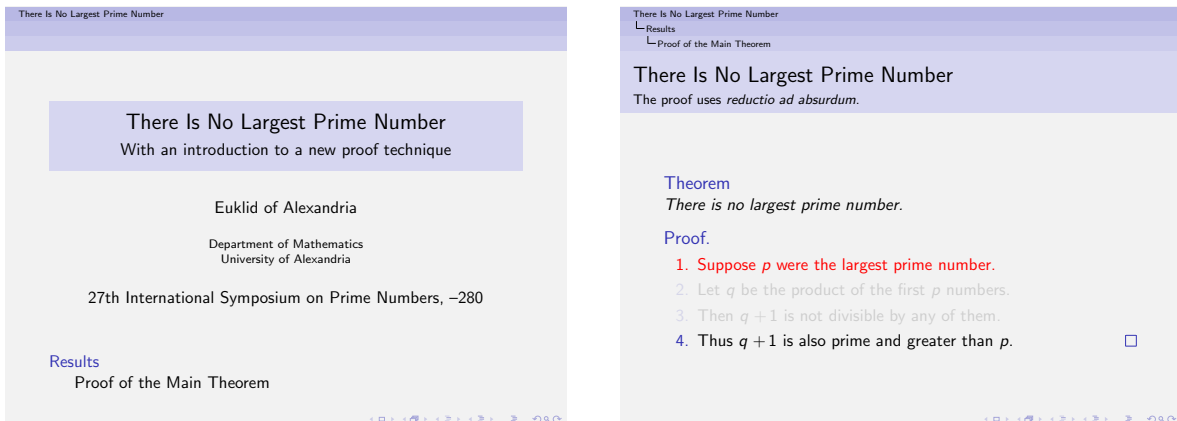 There Is No Largest Prime Number
There Is No Largest Prime Number
With an introduction to a new proof technique
Euklid of Alexandria
Department of Mathematics
University of Alexandria
27th International Symposium on Prime Numbers, –280
Results
Proof of the Main Theorem
There Is No Largest Prime Number
Results
Proof of the Main Theorem
There Is No Largest Prime Number
The proof uses reductio ad absurdum.
Theorem
There is no largest prime number.
Proof.
1. Suppose p were the largest prime number.
2. Let q be the product of the first p numbers.
3. Then q + 1 is not divisible by any of them.
4. Thus q + 1 is also prime and greater than p.